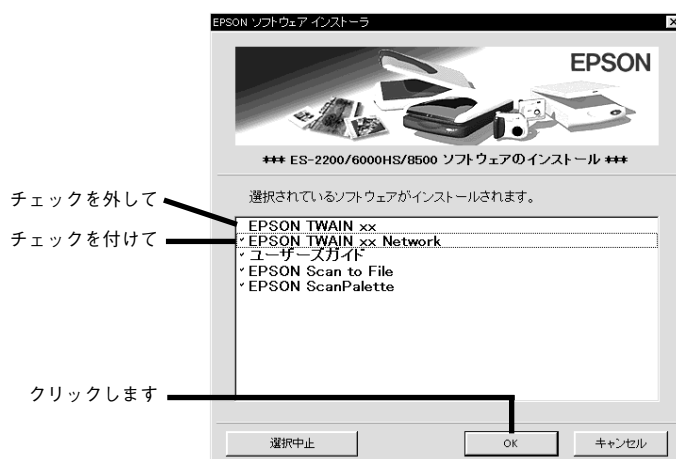 EPSON ソフトウェア インストーラ
EPSON
*** ES-2200/6000HS/8500 ソフトウェアのインストール ***
選択されているソフトウェアがインストールされます。
チェックを外して
EPSON TWAIN xx
チェックを付けて
EPSON TWAIN xx Network
ユーザーズガイド
EPSON Scan to File
EPSON ScanPalette
クリックします
選択中止
OK
キャンセル